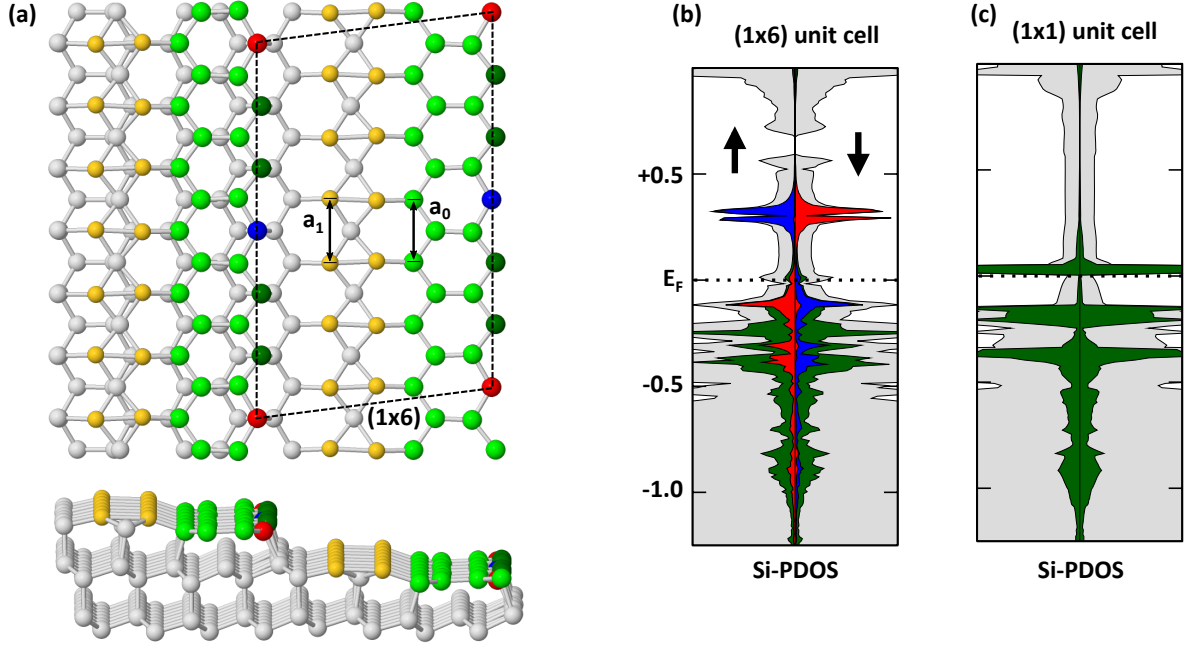 (a)
a₁
a₀
(1x6)
(b)
(1x6) unit cell
+0.5
E_F
-0.5
-1.0
Si-PDOS
(c)
(1x1) unit cell
Si-PDOS